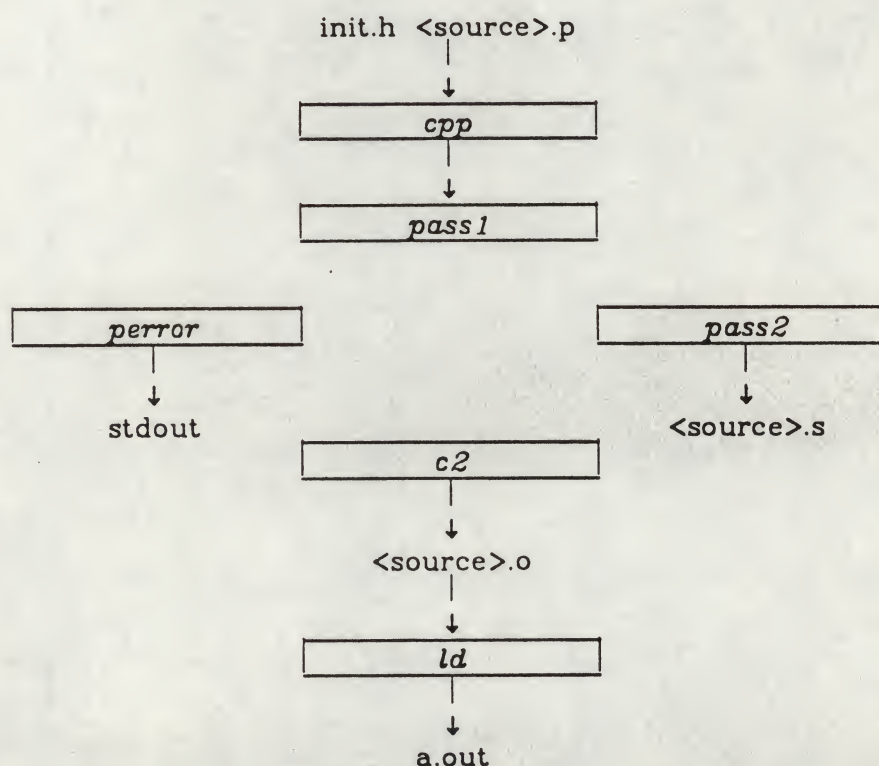 init.h <source>.p
cpp
pass1
perror
pass2
stdout
<source>.s
c2
<source>.o
ld
a.out